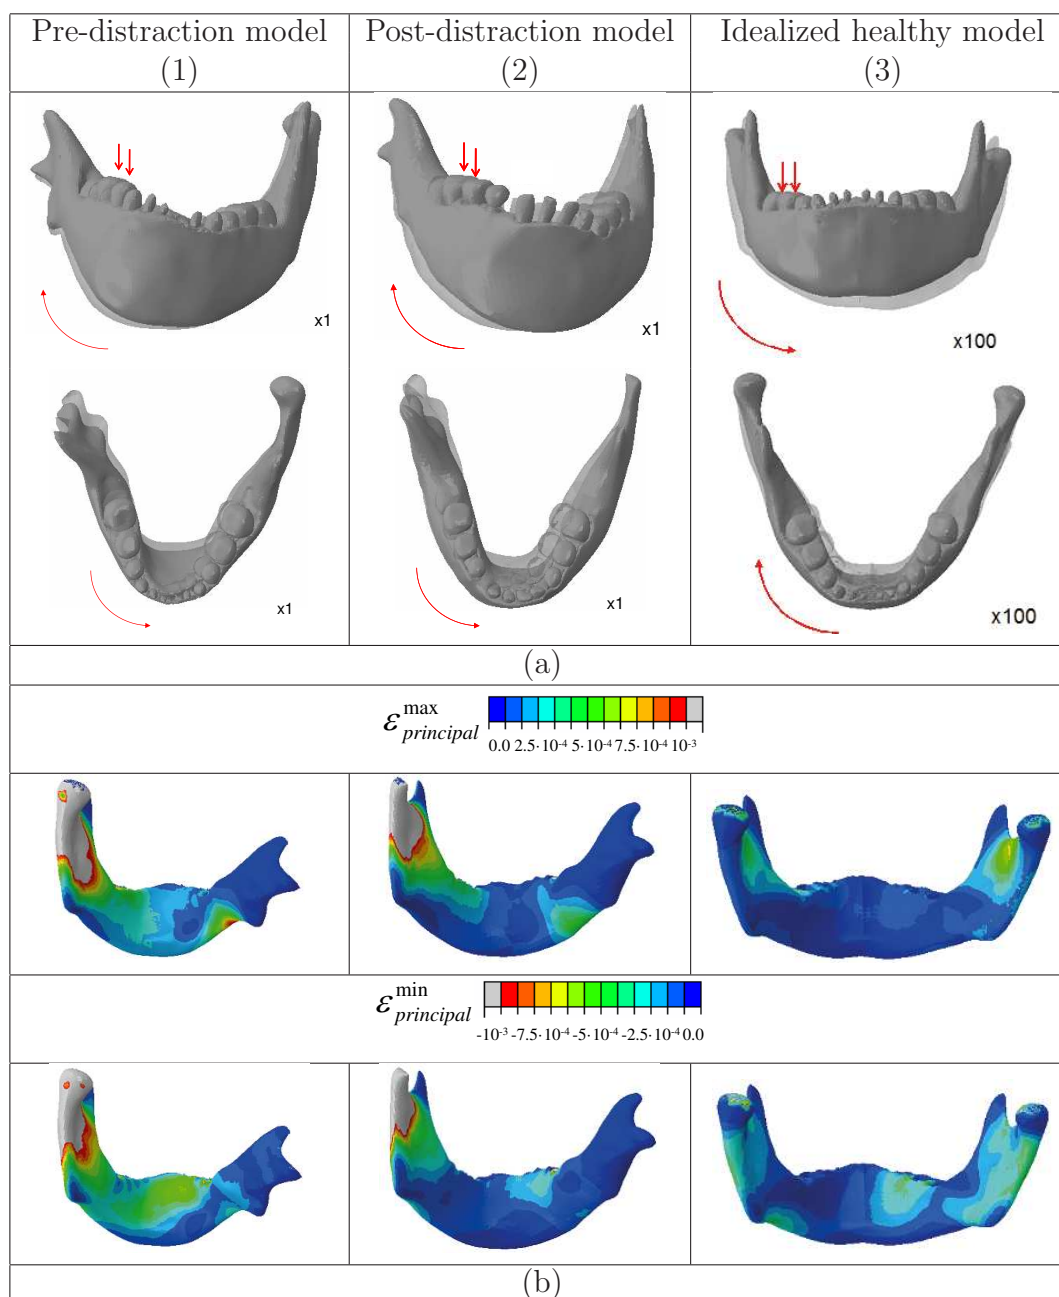 Pre-distraction model Post-distraction model Idealized healthy model
(1) (2) (3)
x1 x1 x100
x1 x1 x100
(a)
ε max principal
0.0 2.5·10⁻⁴ 5·10⁻⁴ 7.5·10⁻⁴ 10⁻³
ε min principal
-10⁻³ -7.5·10⁻⁴ -5·10⁻⁴ -2.5·10⁻⁴ 0.0
(b)